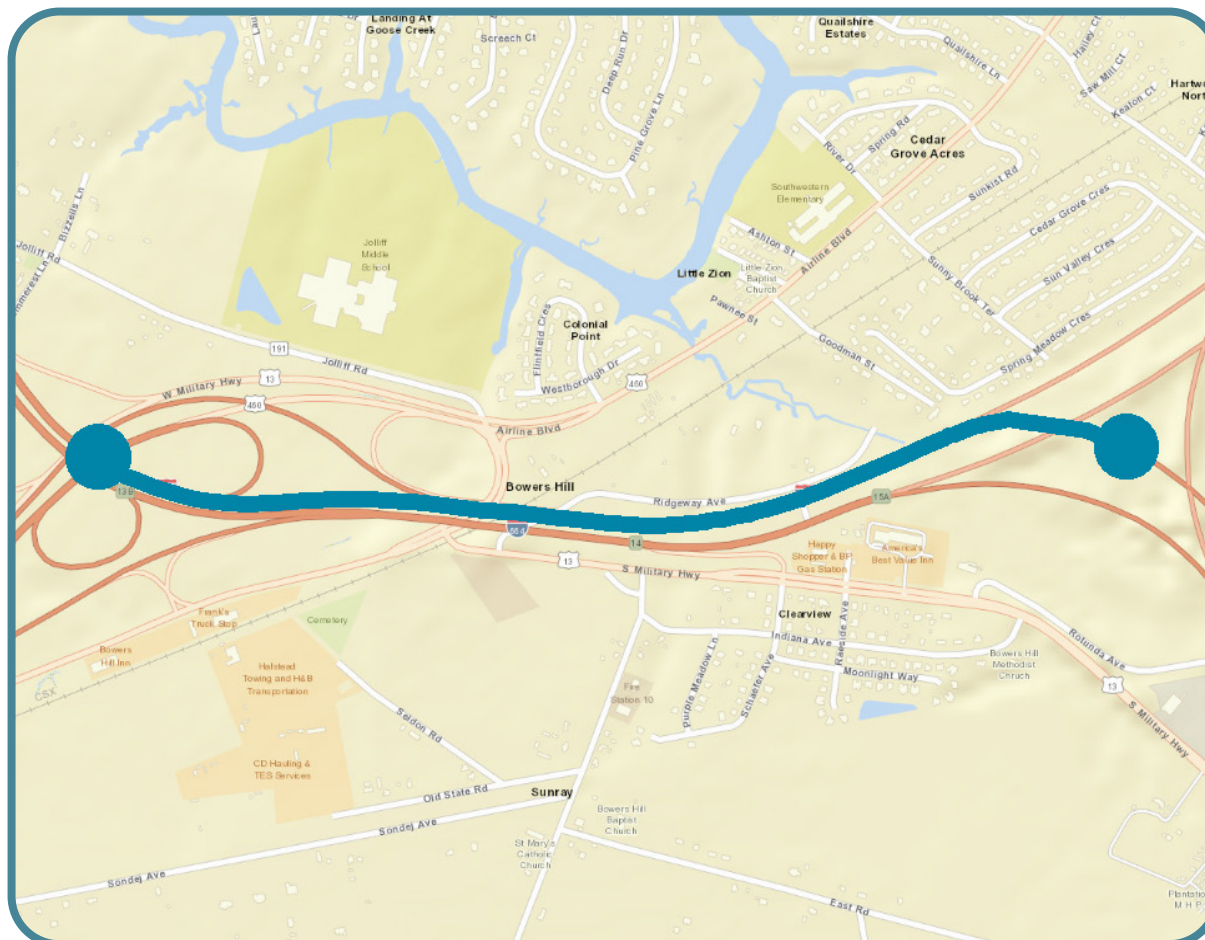 Landing At
Goose Creek
Screech Ct
Deep Run Dr
Pine Grove Ln
Quailshire
Estates
Quailshire Ln
Hailey Ct
Saw Mill Ct
Keaton Ct
Cedar
Grove Acres
Spring Rd
River Dr
Sunkist Rd
Southwestern
Elementary
Cedar Grove Cres
Sun Valley Cres
Sunny Brook Ter
Spring Meadow Cres
Ashton St
Airline Blvd
Little Zion
Little Zion
Baptist
Church
Pawnee St
Goodman St
Bizzells Ln
Jolliff Rd
Jolliff
Middle
School
Colonial
Point
Flintfield Cres
Westborough Dr
191
Jolliff Rd
460
W Military Hwy
13
460
Airline Blvd
Bowers Hill
Ridgeway Ave
13B
15A
14
13
S Military Hwy
Happy
Shopper & BP
Gas Station
America's
Best Value Inn
Clearview
Indiana Ave
Raeside Ave
Moonlight Way
Schaefer Ave
Purple Meadow Ln
Bowers Hill
Methodist
Chruch
Rotunda Ave
13
S Military Hwy
Frank's
Truck Stop
Cemetery
Bowers
Hill Inn
Halstead
Towing and H&B
Transportation
CSX
Fire
Station 10
Seldon Rd
CD Hauling &
TES Services
Old State Rd
Sunray
Sondej Ave
Bowers Hill
Baptist
Church
St Mary's
Catholic
Church
Sondej Ave
East Rd
M H P